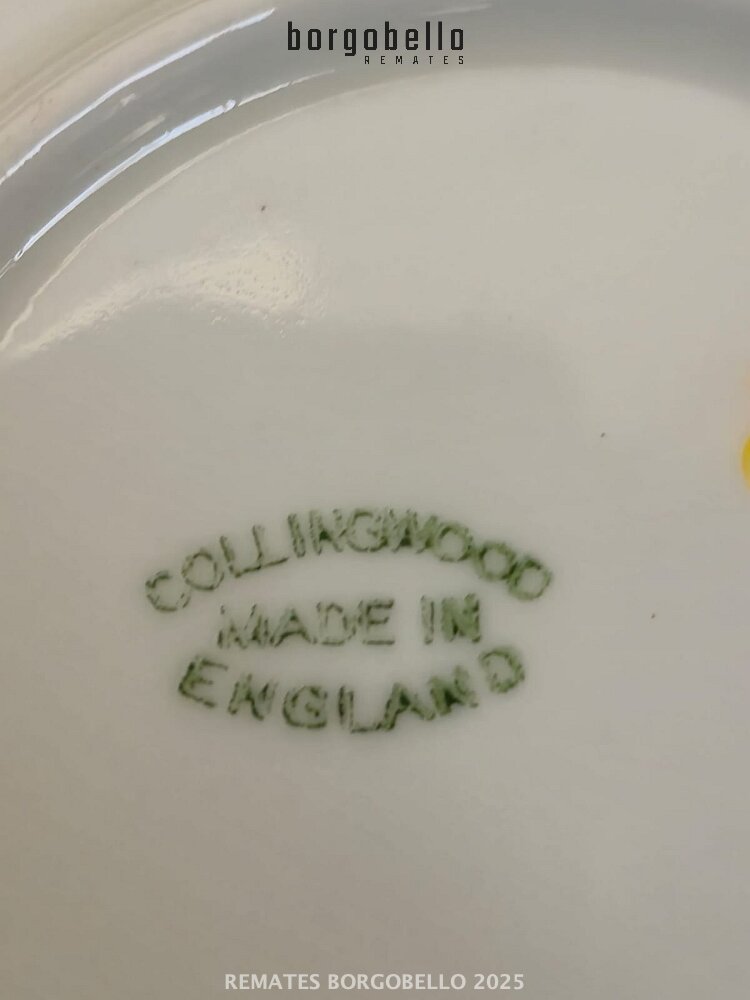 borgobello
REMATES
COLLINGWOOD
MADE IN
ENGLAND
REMATES BORGOBELLO 2025